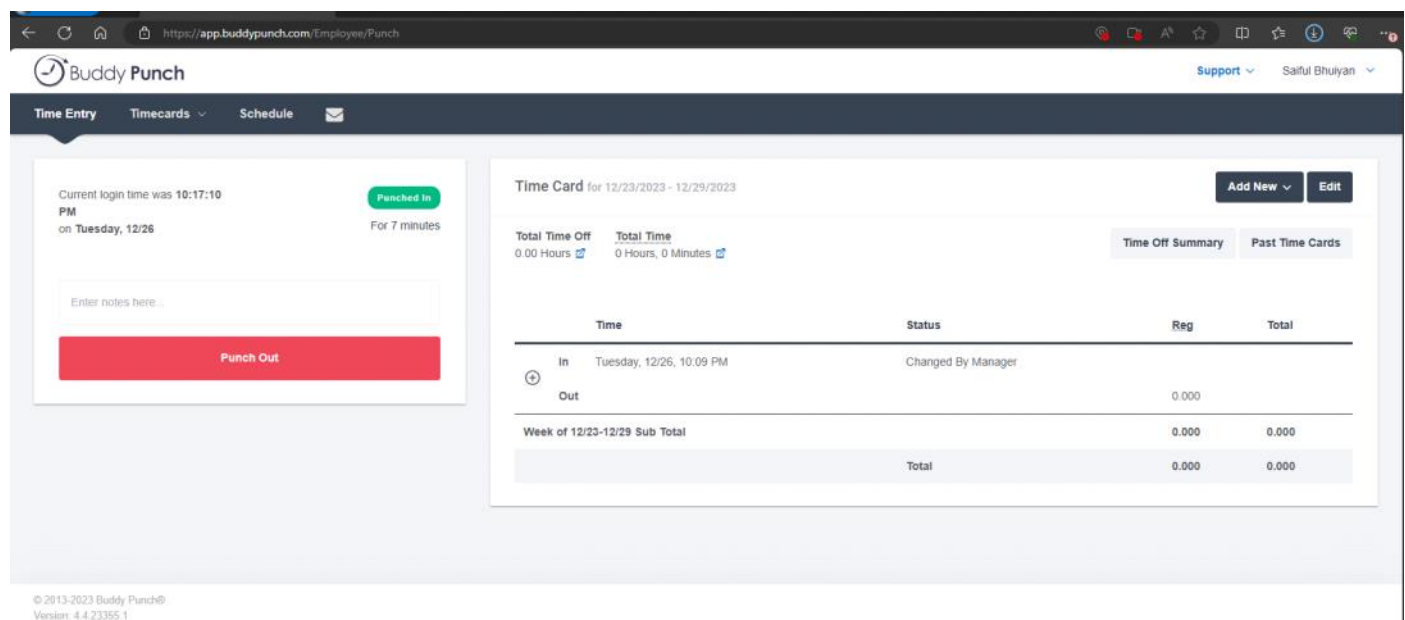 https://app.buddypunch.com/Employee/Punch
Buddy Punch
Support
Saiful Bhuiyan
Time Entry
Timecards
Schedule
Current login time was 10:17:10
PM
on Tuesday, 12/26
Punched In
For 7 minutes
Enter notes here...
Punch Out
Time Card for 12/23/2023 - 12/29/2023
Add New
Edit
Total Time Off
0.00 Hours
Total Time
0 Hours, 0 Minutes
Time Off Summary
Past Time Cards
Time Status Reg Total
In Tuesday, 12/26, 10:09 PM Changed By Manager
Out 0.000
Week of 12/23-12/29 Sub Total 0.000 0.000
Total 0.000 0.000
© 2013-2023 Buddy Punch®
Version: 4.4.23355.1